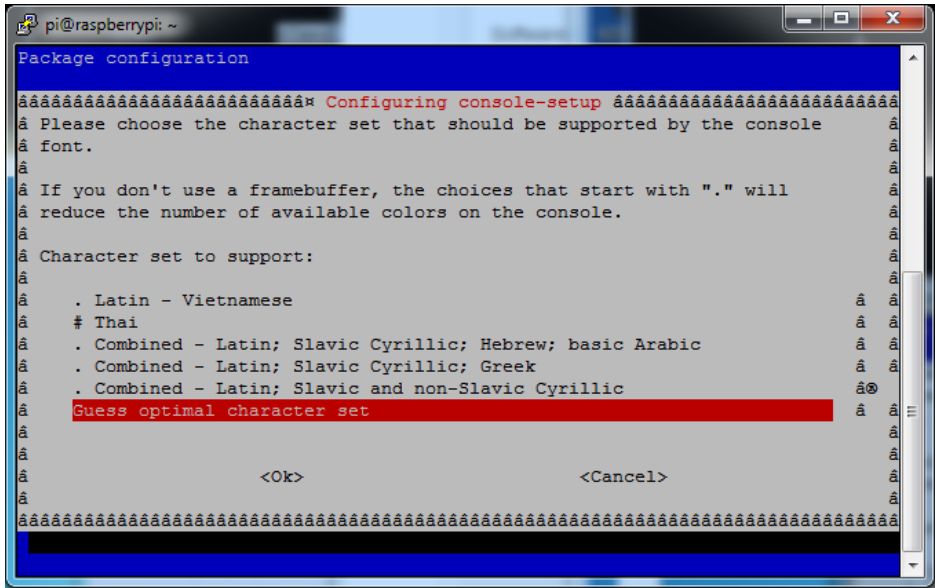 pi@raspberrypi: ~
Package configuration
ââââââââââââââââââââââââââ¤ Configuring console-setup ââââââââââââââââââââââââââ
â Please choose the character set that should be supported by the console â
â font. â
â â
â If you don't use a framebuffer, the choices that start with "." will â
â reduce the number of available colors on the console. â
â â
â Character set to support: â
â â
â . Latin - Vietnamese â â
â # Thai â â
â . Combined - Latin; Slavic Cyrillic; Hebrew; basic Arabic â â
â . Combined - Latin; Slavic Cyrillic; Greek â â
â . Combined - Latin; Slavic and non-Slavic Cyrillic â®
â Guess optimal character set â â
â â
â â
â <Ok> <Cancel> â
â â
ââââââââââââââââââââââââââââââââââââââââââââââââââââââââââââââââââââââââââââââââ